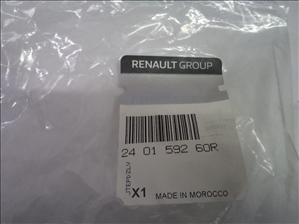 RENAULT GROUP
24 01 592 60R
X1 MADE IN MOROCCO